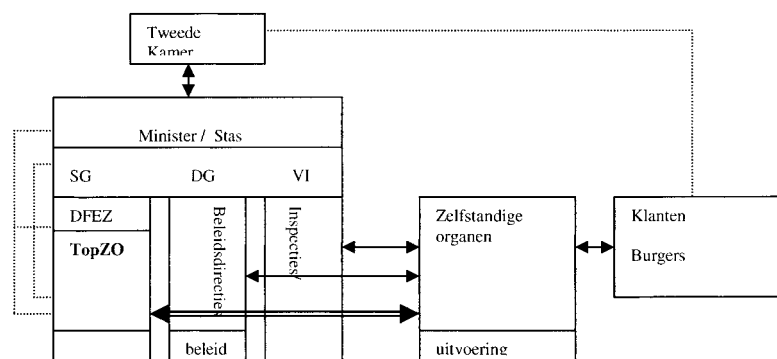 Tweede
Kamer
Minister / Stas
SG DG VI
DFEZ
TopZO
Beleidsdirecties
Inspecties/
Zelfstandige
organen
Klanten
Burgers
beleid
uitvoering